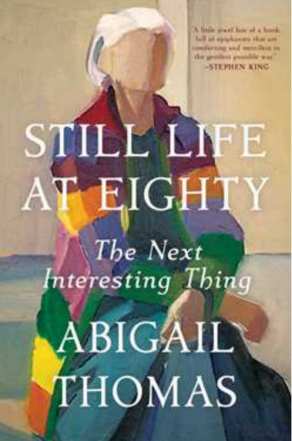 "A little jewel box of a book,
full of epiphanies that are
comforting and merciless in
the gentlest possible way."
—STEPHEN KING
STILL LIFE
AT EIGHTY
The Next
Interesting Thing
ABIGAIL
THOMAS